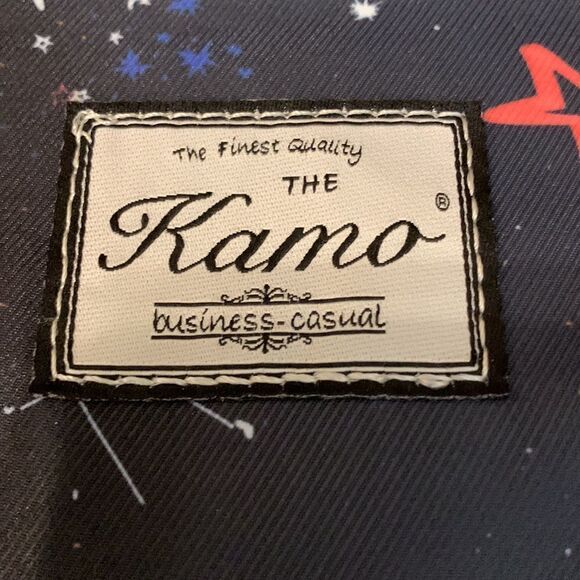 The Finest Quality
THE
Kamo®
business-casual